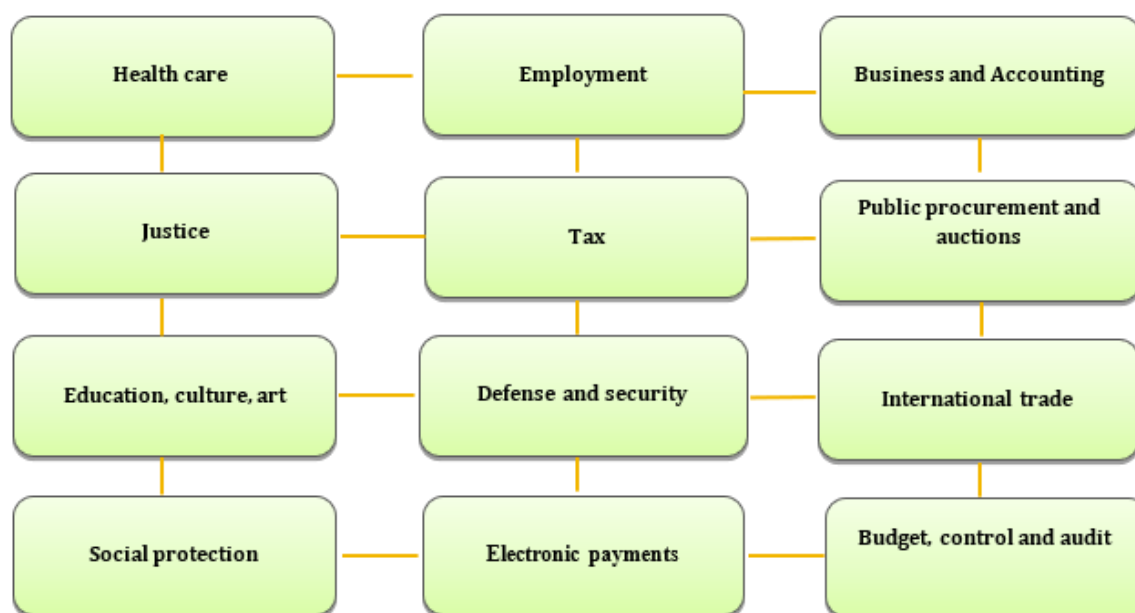 Health care
Employment
Business and Accounting
Justice
Tax
Public procurement and
auctions
Education, culture, art
Defense and security
International trade
Social protection
Electronic payments
Budget, control and audit